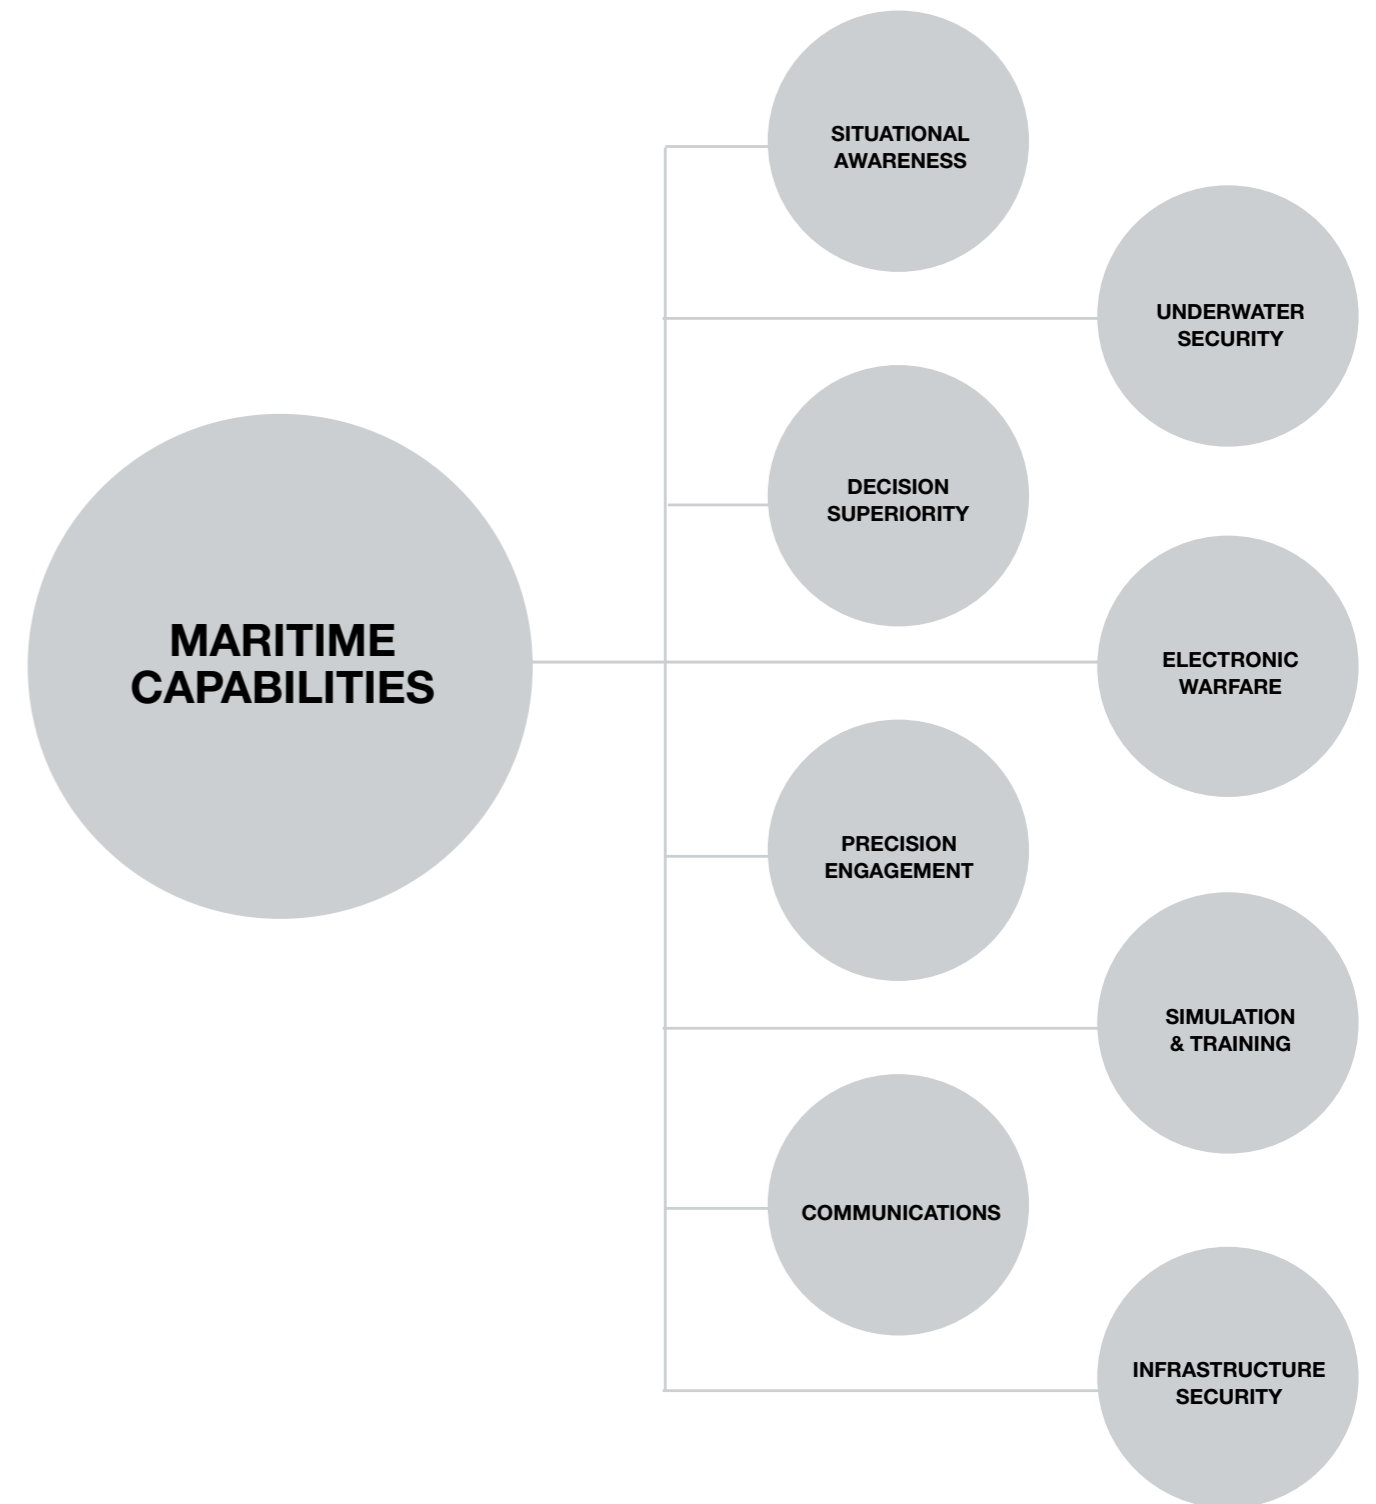 MARITIME
CAPABILITIES
SITUATIONAL
AWARENESS
UNDERWATER
SECURITY
DECISION
SUPERIORITY
ELECTRONIC
WARFARE
PRECISION
ENGAGEMENT
SIMULATION
& TRAINING
COMMUNICATIONS
INFRASTRUCTURE
SECURITY